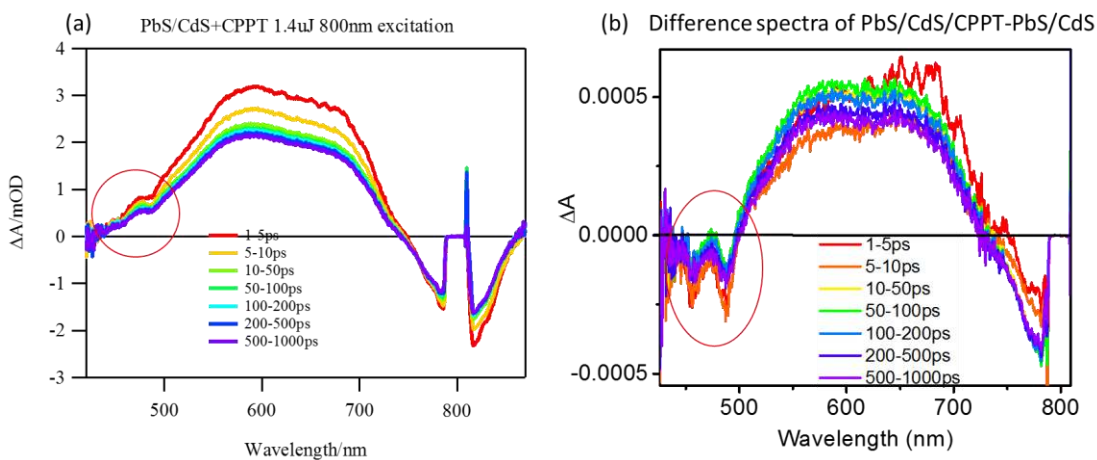 (a) PbS/CdS+CPPT 1.4uJ 800nm excitation
4
3
2
1
0
-1
-2
-3
ΔA/mOD
1-5ps
5-10ps
10-50ps
50-100ps
100-200ps
200-500ps
500-1000ps
500 600 700 800
Wavelength/nm
(b) Difference spectra of PbS/CdS/CPPT-PbS/CdS
0.0005
0.0000
-0.0005
ΔA
1-5ps
5-10ps
10-50ps
50-100ps
100-200ps
200-500ps
500-1000ps
500 600 700 800
Wavelength (nm)